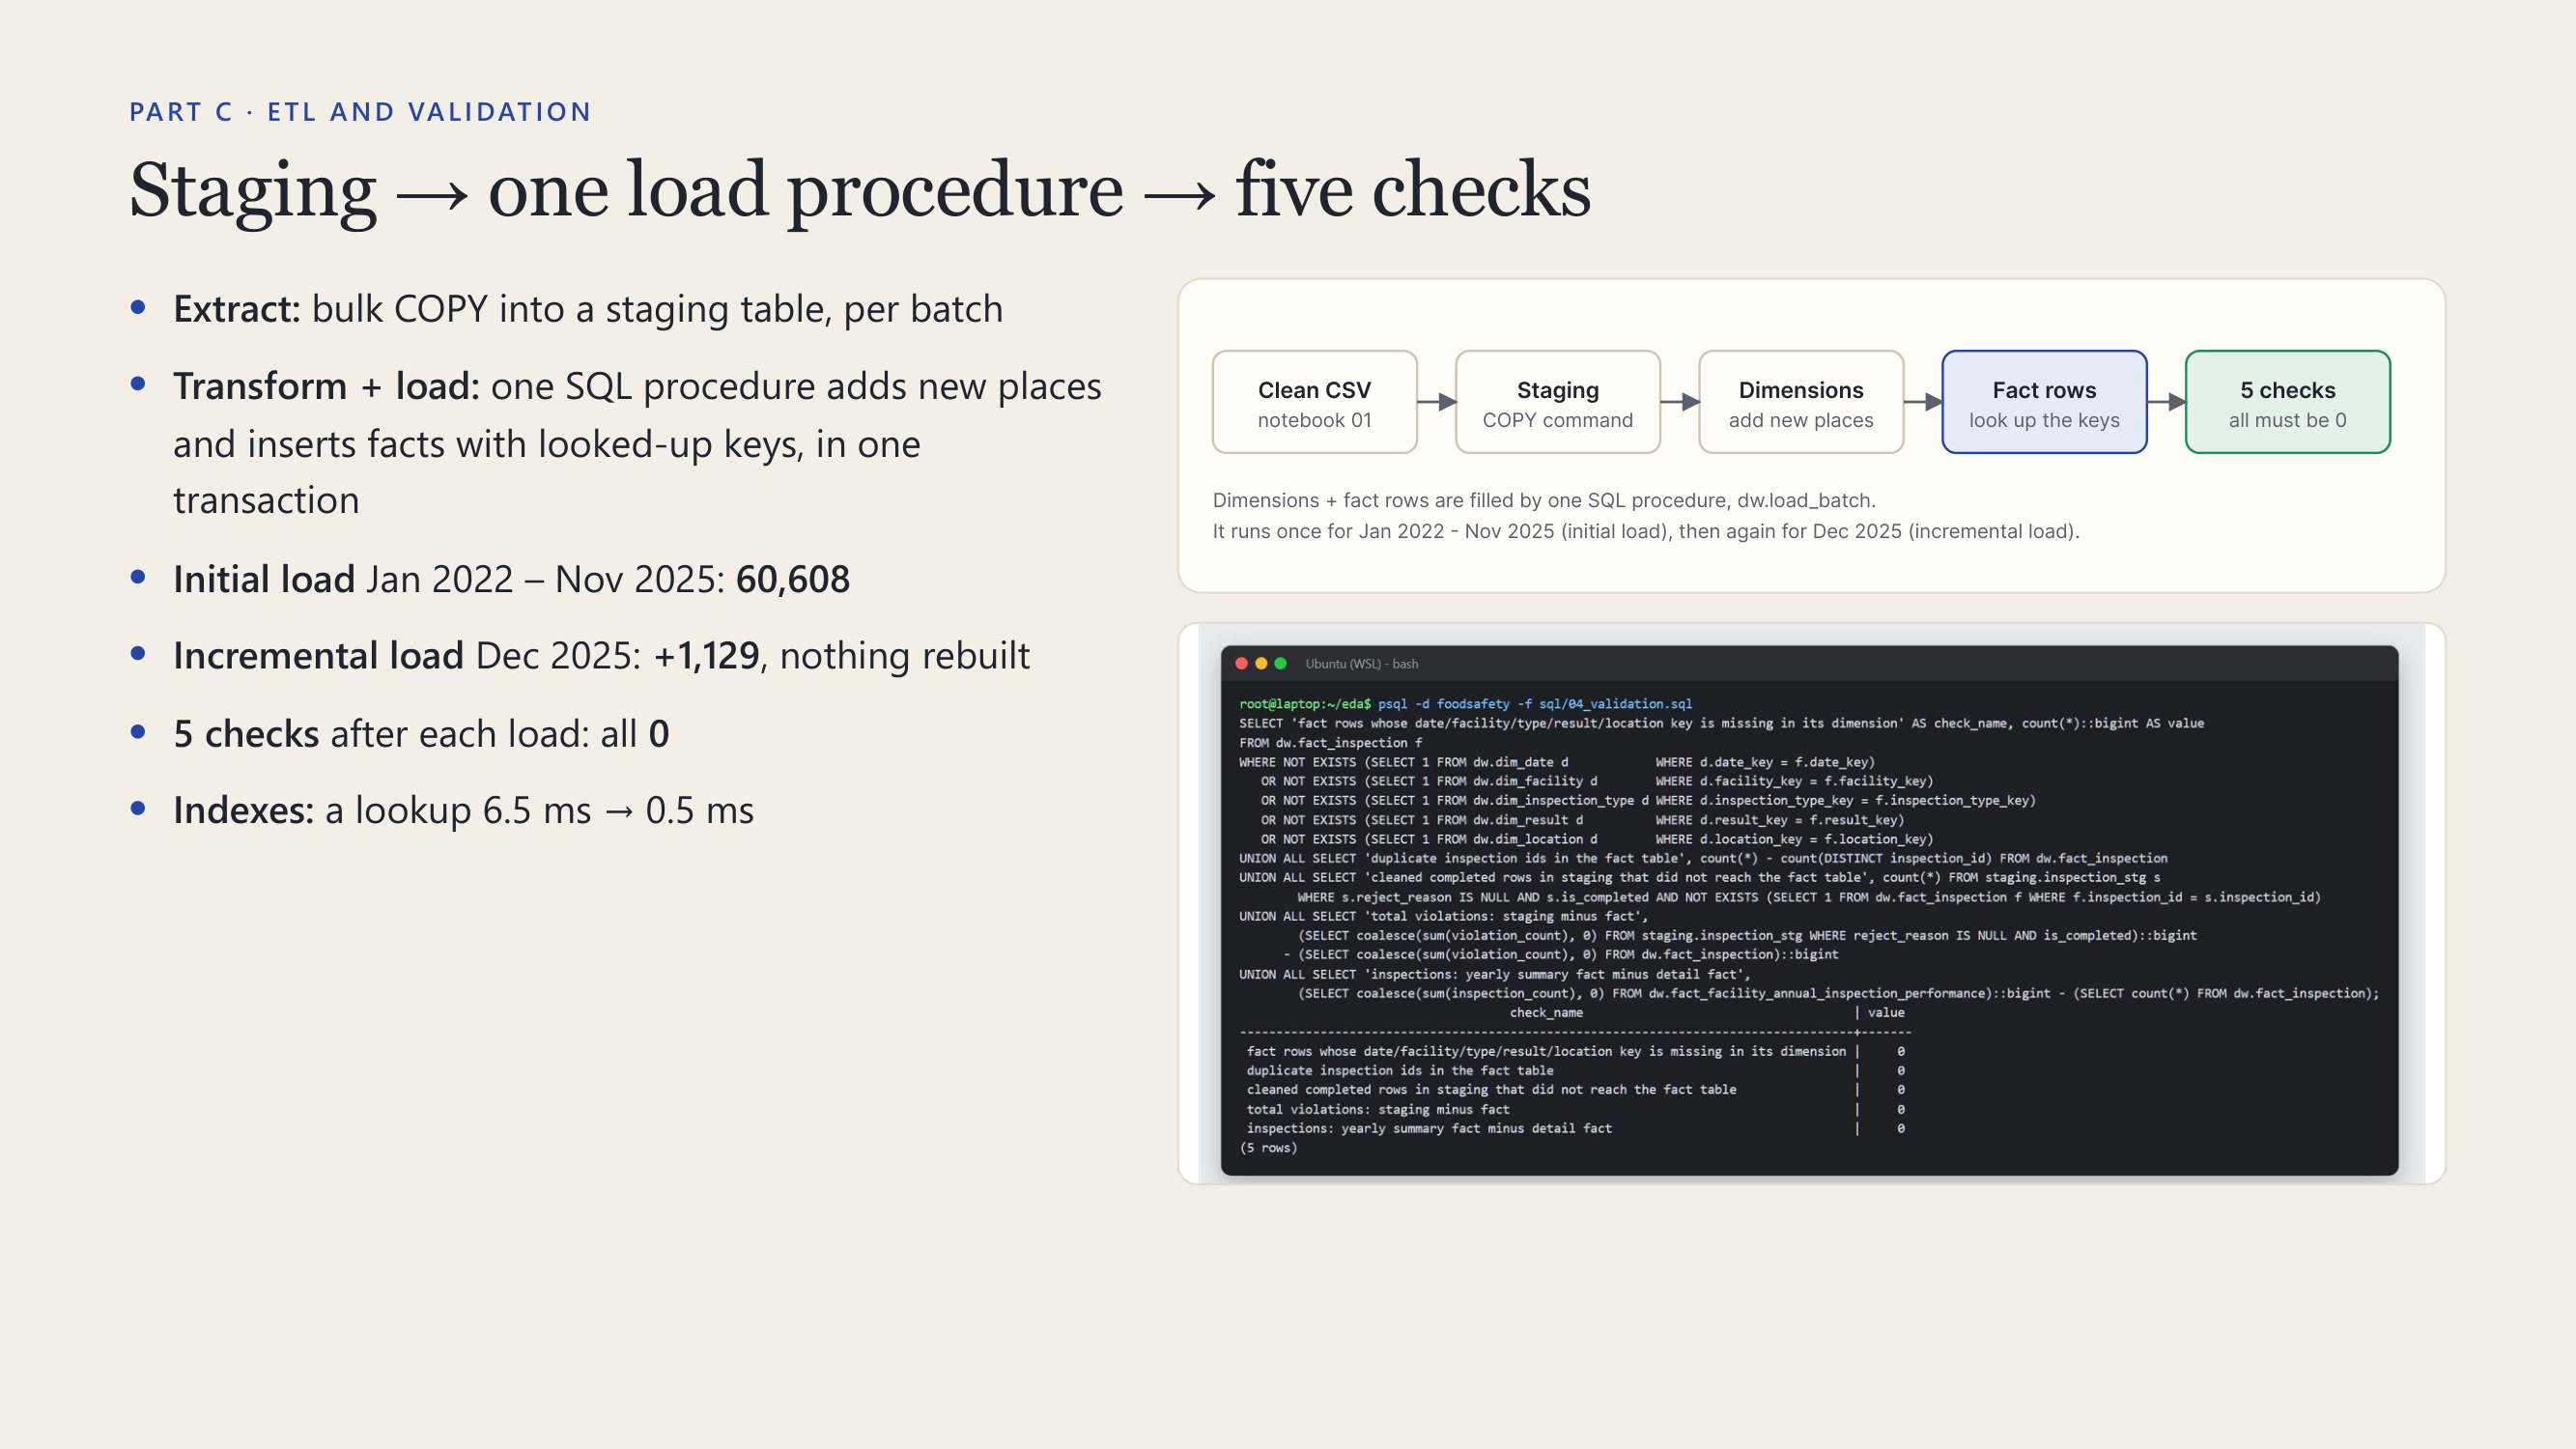 PART C · ETL AND VALIDATION
Staging → one load procedure → five checks
• Extract: bulk COPY into a staging table, per batch
• Transform + load: one SQL procedure adds new places
and inserts facts with looked-up keys, in one
transaction
• Initial load Jan 2022 – Nov 2025: 60,608
• Incremental load Dec 2025: +1,129, nothing rebuilt
• 5 checks after each load: all 0
• Indexes: a lookup 6.5 ms → 0.5 ms
Clean CSV
notebook 01
Staging
COPY command
Dimensions
add new places
Fact rows
look up the keys
5 checks
all must be 0
Dimensions + fact rows are filled by one SQL procedure, dw.load_batch.
It runs once for Jan 2022 - Nov 2025 (initial load), then again for Dec 2025 (incremental load).
Ubuntu (WSL) - bash
root@laptop:~/eda$ psql -d foodsafety -f sql/04_validation.sql
SELECT 'fact rows whose date/facility/type/result/location key is missing in its dimension' AS check_name, count(*)::bigint AS value
FROM dw.fact_inspection f
WHERE NOT EXISTS (SELECT 1 FROM dw.dim_date d            WHERE d.date_key = f.date_key)
   OR NOT EXISTS (SELECT 1 FROM dw.dim_facility d        WHERE d.facility_key = f.facility_key)
   OR NOT EXISTS (SELECT 1 FROM dw.dim_inspection_type d WHERE d.inspection_type_key = f.inspection_type_key)
   OR NOT EXISTS (SELECT 1 FROM dw.dim_result d          WHERE d.result_key = f.result_key)
   OR NOT EXISTS (SELECT 1 FROM dw.dim_location d        WHERE d.location_key = f.location_key)
UNION ALL SELECT 'duplicate inspection ids in the fact table', count(*) - count(DISTINCT inspection_id) FROM dw.fact_inspection
UNION ALL SELECT 'cleaned completed rows in staging that did not reach the fact table', count(*) FROM staging.inspection_stg s
        WHERE s.reject_reason IS NULL AND s.is_completed AND NOT EXISTS (SELECT 1 FROM dw.fact_inspection f WHERE f.inspection_id = s.inspection_id)
UNION ALL SELECT 'total violations: staging minus fact',
        (SELECT coalesce(sum(violation_count), 0) FROM staging.inspection_stg WHERE reject_reason IS NULL AND is_completed)::bigint
      - (SELECT coalesce(sum(violation_count), 0) FROM dw.fact_inspection)::bigint
UNION ALL SELECT 'inspections: yearly summary fact minus detail fact',
        (SELECT coalesce(sum(inspection_count), 0) FROM dw.fact_facility_annual_inspection_performance)::bigint - (SELECT count(*) FROM dw.fact_inspection);
                                     check_name                                     | value
------------------------------------------------------------------------------------+-------
 fact rows whose date/facility/type/result/location key is missing in its dimension |     0
 duplicate inspection ids in the fact table                                         |     0
 cleaned completed rows in staging that did not reach the fact table                |     0
 total violations: staging minus fact                                               |     0
 inspections: yearly summary fact minus detail fact                                 |     0
(5 rows)